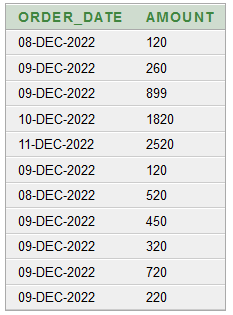 ORDER_DATE AMOUNT
08-DEC-2022 120
09-DEC-2022 260
09-DEC-2022 899
10-DEC-2022 1820
11-DEC-2022 2520
09-DEC-2022 120
08-DEC-2022 520
09-DEC-2022 450
09-DEC-2022 320
09-DEC-2022 720
09-DEC-2022 220